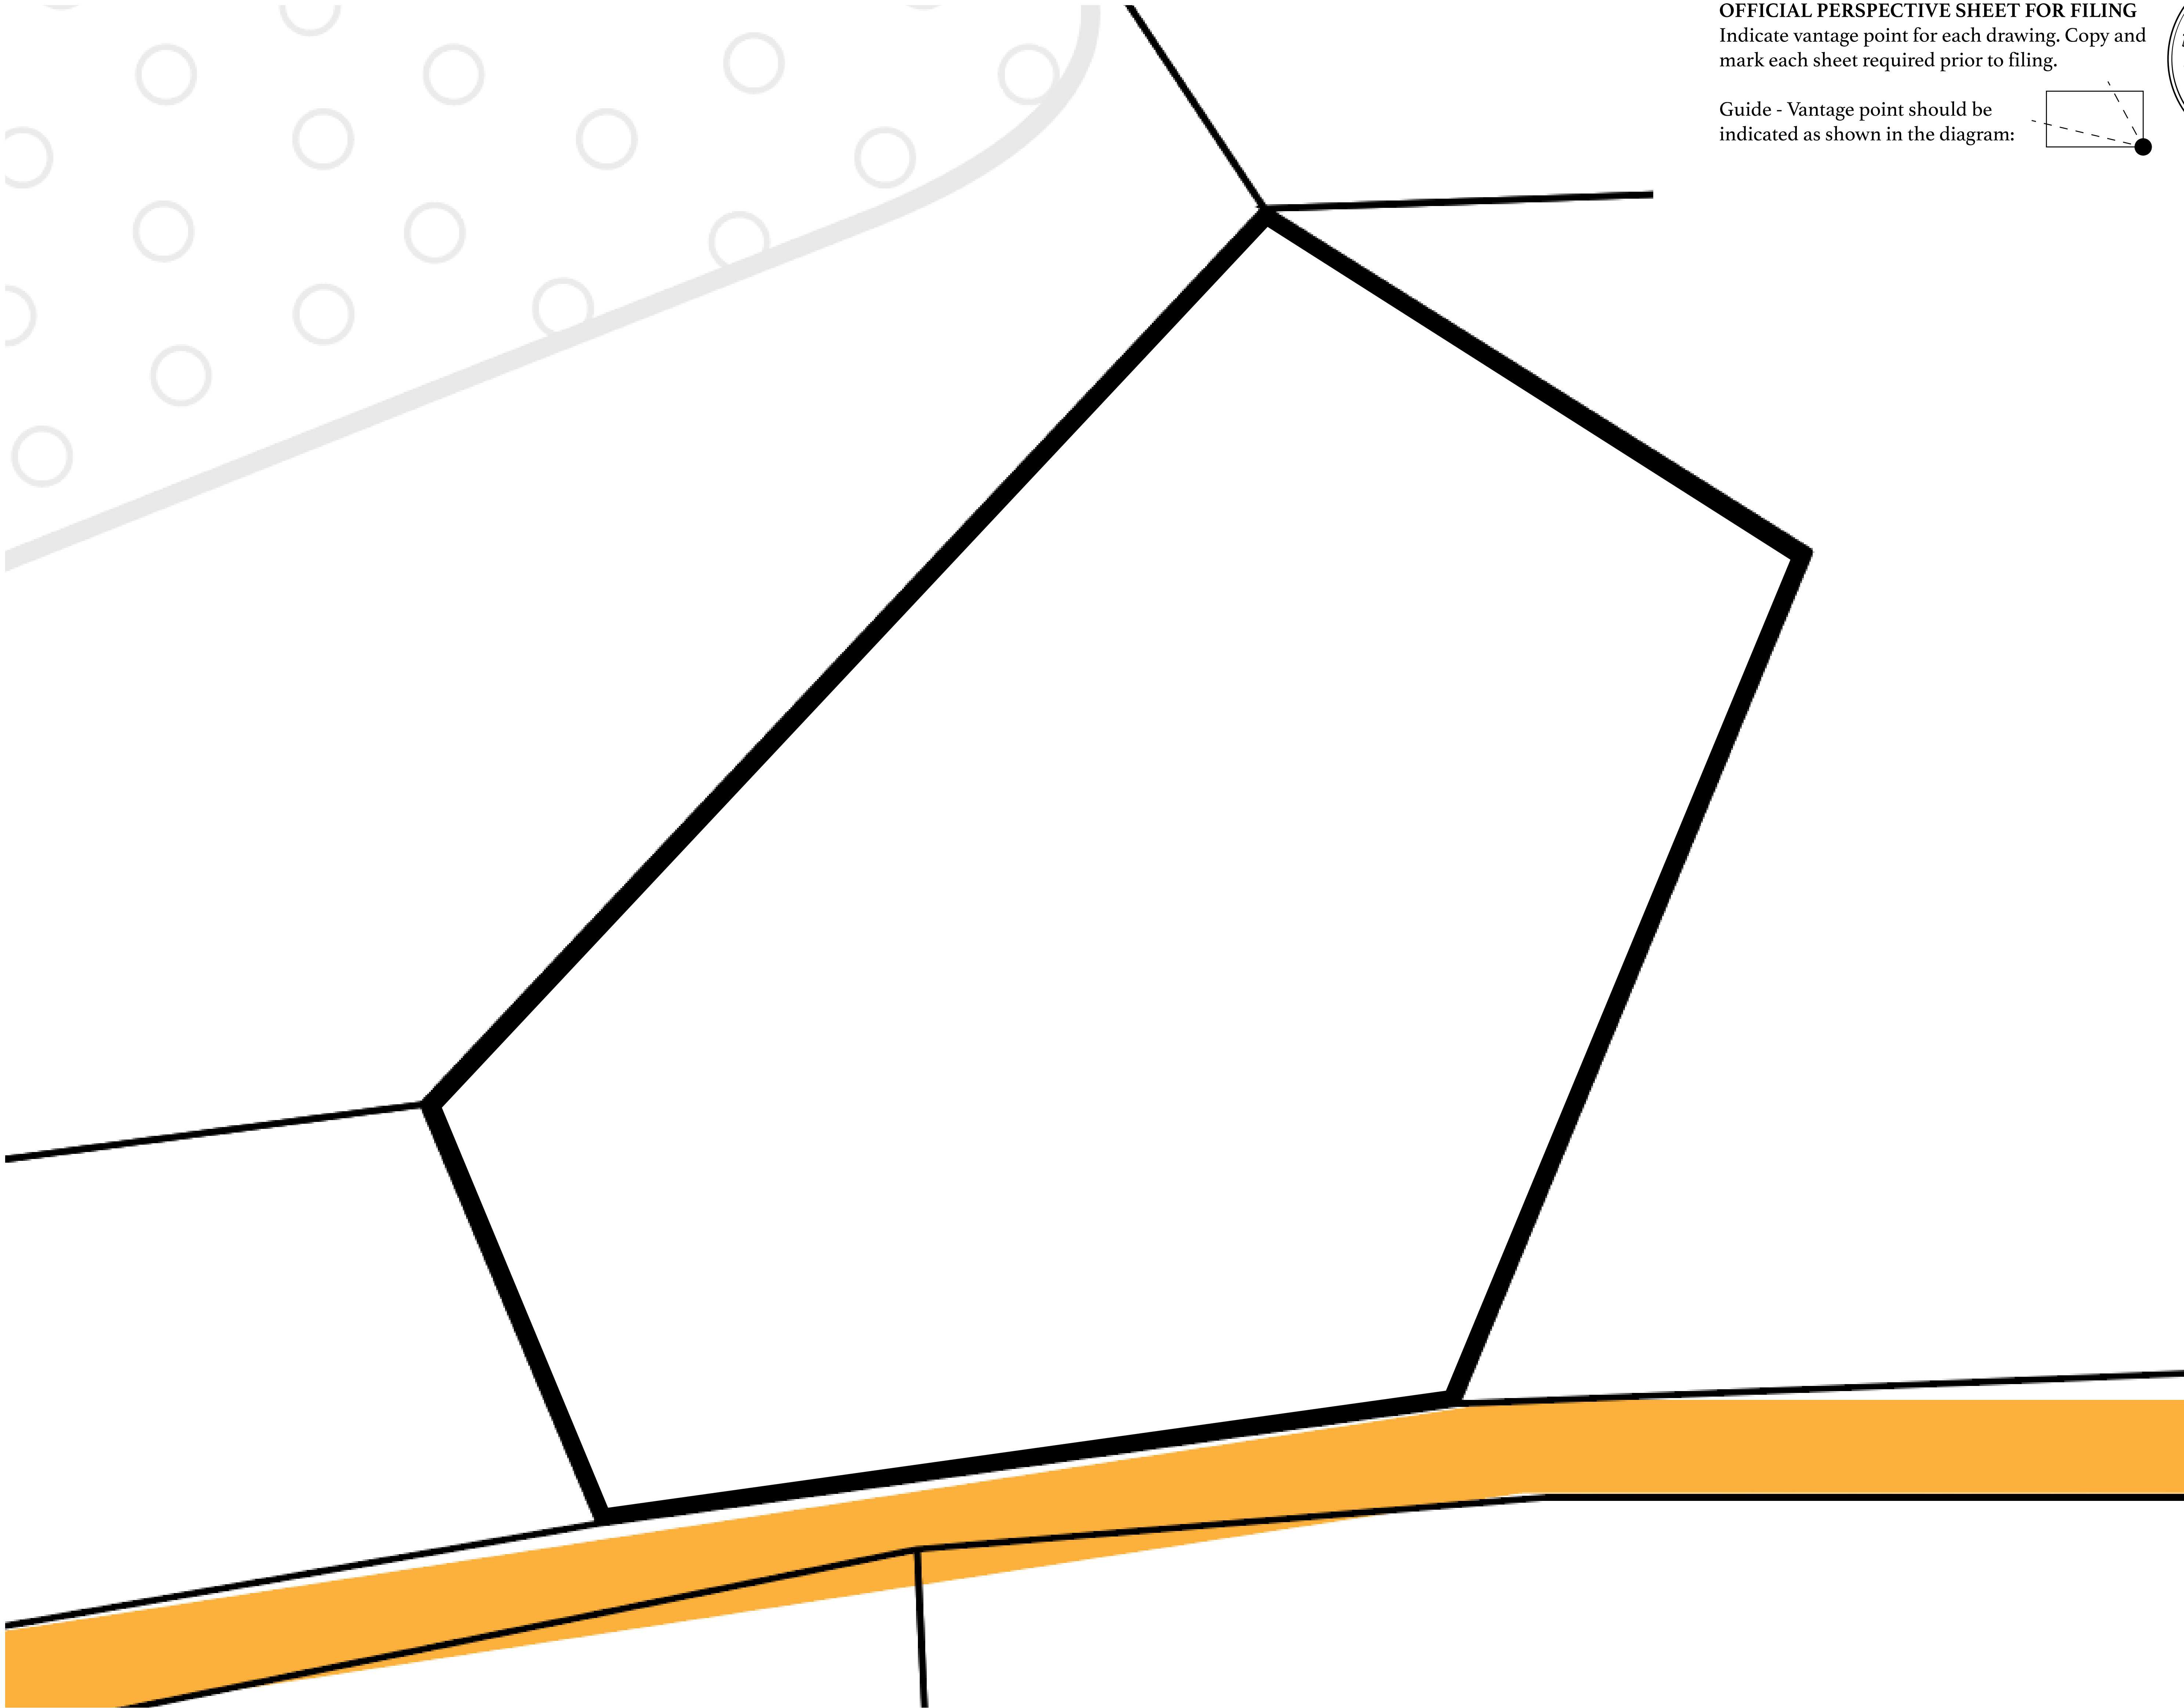 OFFICIAL PERSPECTIVE SHEET FOR FILING
Indicate vantage point for each drawing. Copy and
mark each sheet required prior to filing.
Guide - Vantage point should be
indicated as shown in the diagram: